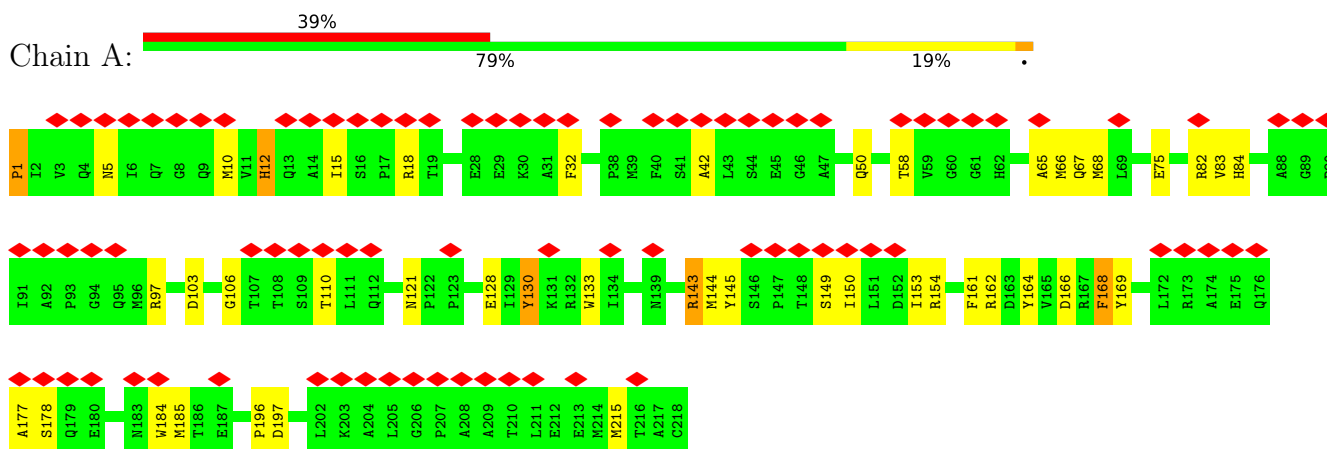 39%
Chain A:
79% 19% •
P1 I2 V3 Q4 N5 I6 Q7 G8 Q9 M10 V11 H12 Q13 A14 I15 S16 P17 R18 T19 E28 E29 K30 A31 F32 P38 M39 F40 S41 A42 L43 S44 E45 G46 A47 Q50 T58 V59 G60 G61 H62 A65 M66 Q67 M68 L69 E75 R82 V83 H84 A88 G89
I91 A92 P93 G94 Q95 M96 R97 D103 G106 T107 T108 S109 T110 L111 Q112 N121 P122 P123 E128 I129 Y130 K131 R132 W133 I134 N139 R143 M144 Y145 S146 P147 T148 S149 I150 L151 D152 I153 R154 F161 R162 D163 Y164 V165 D166 R167 F168 Y169 L172 R173 A174 E175 Q176
A177 S178 Q179 E180 N183 W184 M185 T186 E187 P196 D197 L202 K203 A204 L205 G206 P207 A208 A209 T210 L211 E212 E213 M214 M215 T216 A217 C218